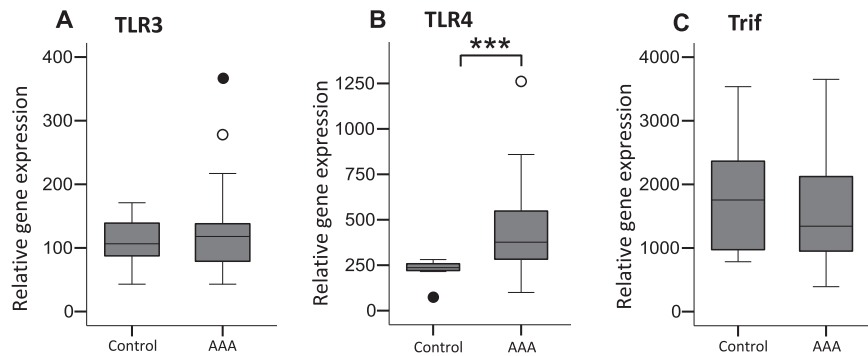 A
TLR3
Relative gene expression
400
300
200
100
0
Control
AAA
B
TLR4
***
Relative gene expression
1250
1000
750
500
250
0
Control
AAA
C
Trif
Relative gene expression
4000
3000
2000
1000
0
Control
AAA